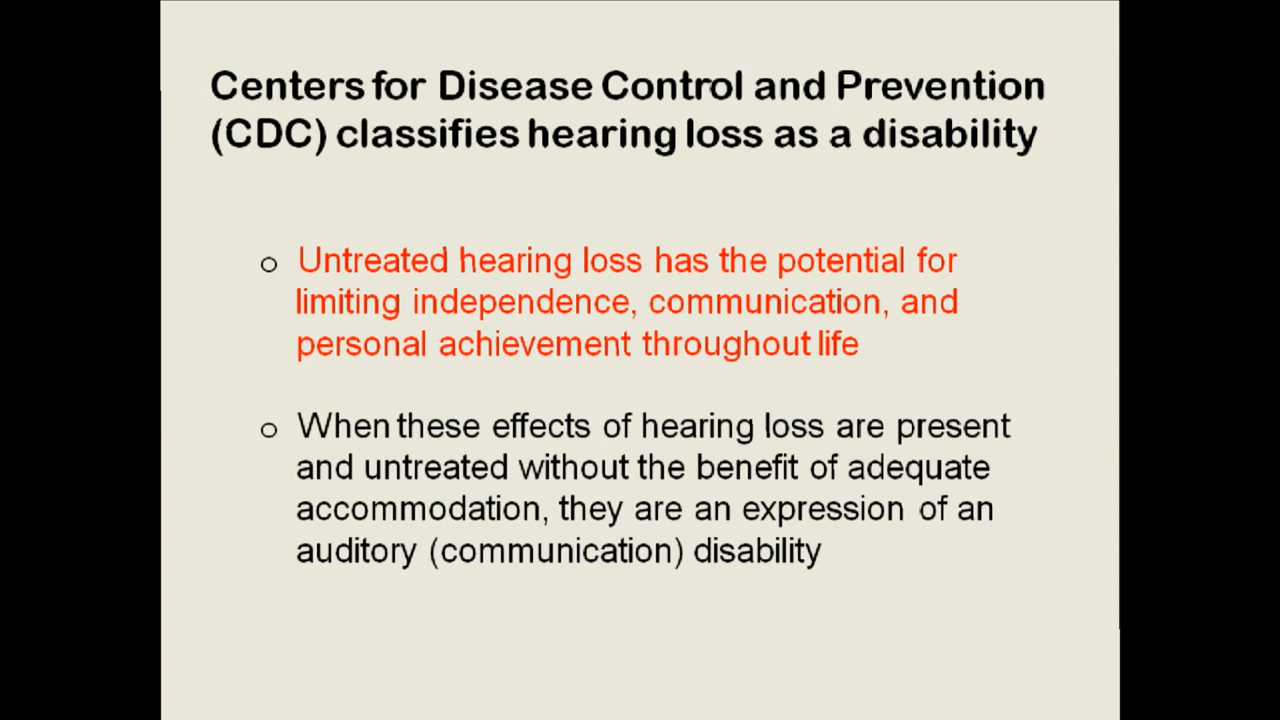 Centers for Disease Control and Prevention
(CDC) classifies hearing loss as a disability
o Untreated hearing loss has the potential for
limiting independence, communication, and
personal achievement throughout life
o When these effects of hearing loss are present
and untreated without the benefit of adequate
accommodation, they are an expression of an
auditory (communication) disability